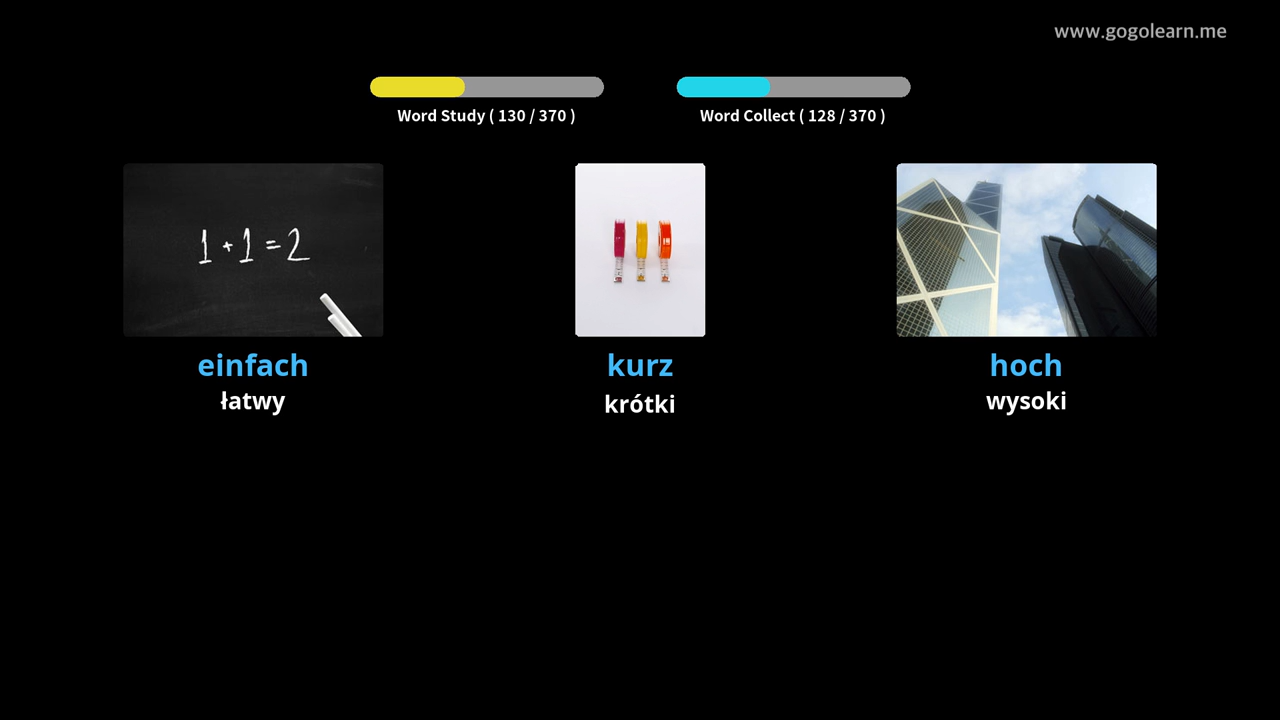 www.gogolearn.me
Word Study ( 130 / 370 )
Word Collect ( 128 / 370 )
1 + 1 = 2
einfach
łatwy
kurz
krótki
hoch
wysoki